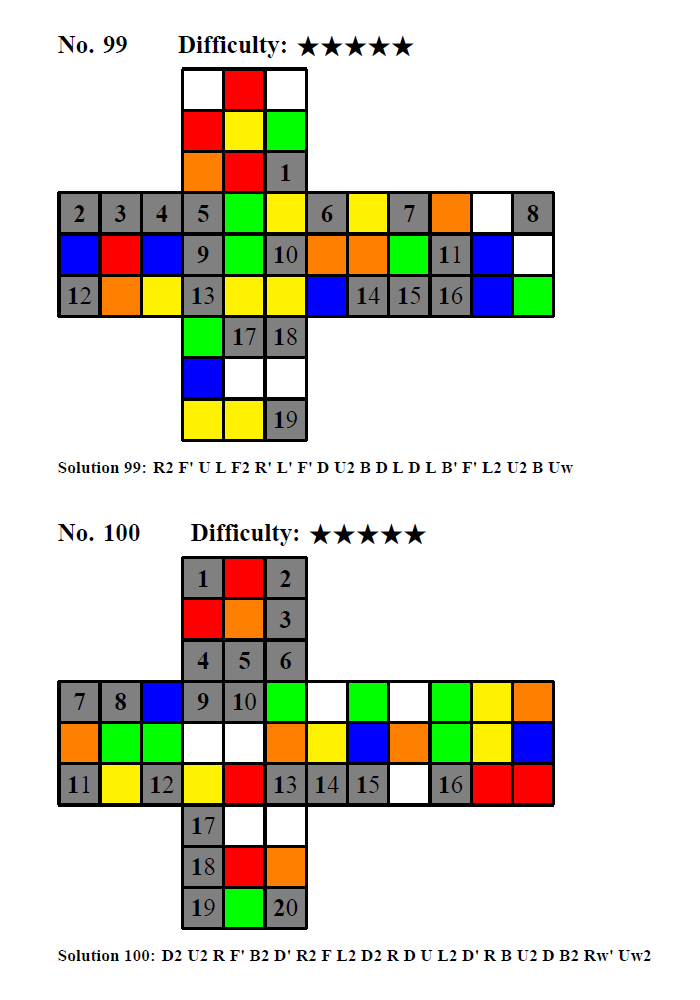 No. 99 Difficulty: ★★★★★
1
2 3 4 5 6 7 8
9 10 11
12 13 14 15 16
17 18
19
Solution 99: R2 F' U L F2 R' L' F' D U2 B D L D L B' F' L2 U2 B Uw
No. 100 Difficulty: ★★★★★
1 2
3
4 5 6
7 8 9 10
11 12 13 14 15 16
17
18
19 20
Solution 100: D2 U2 R F' B2 D' R2 F L2 D2 R D U L2 D' R B U2 D B2 Rw' Uw2